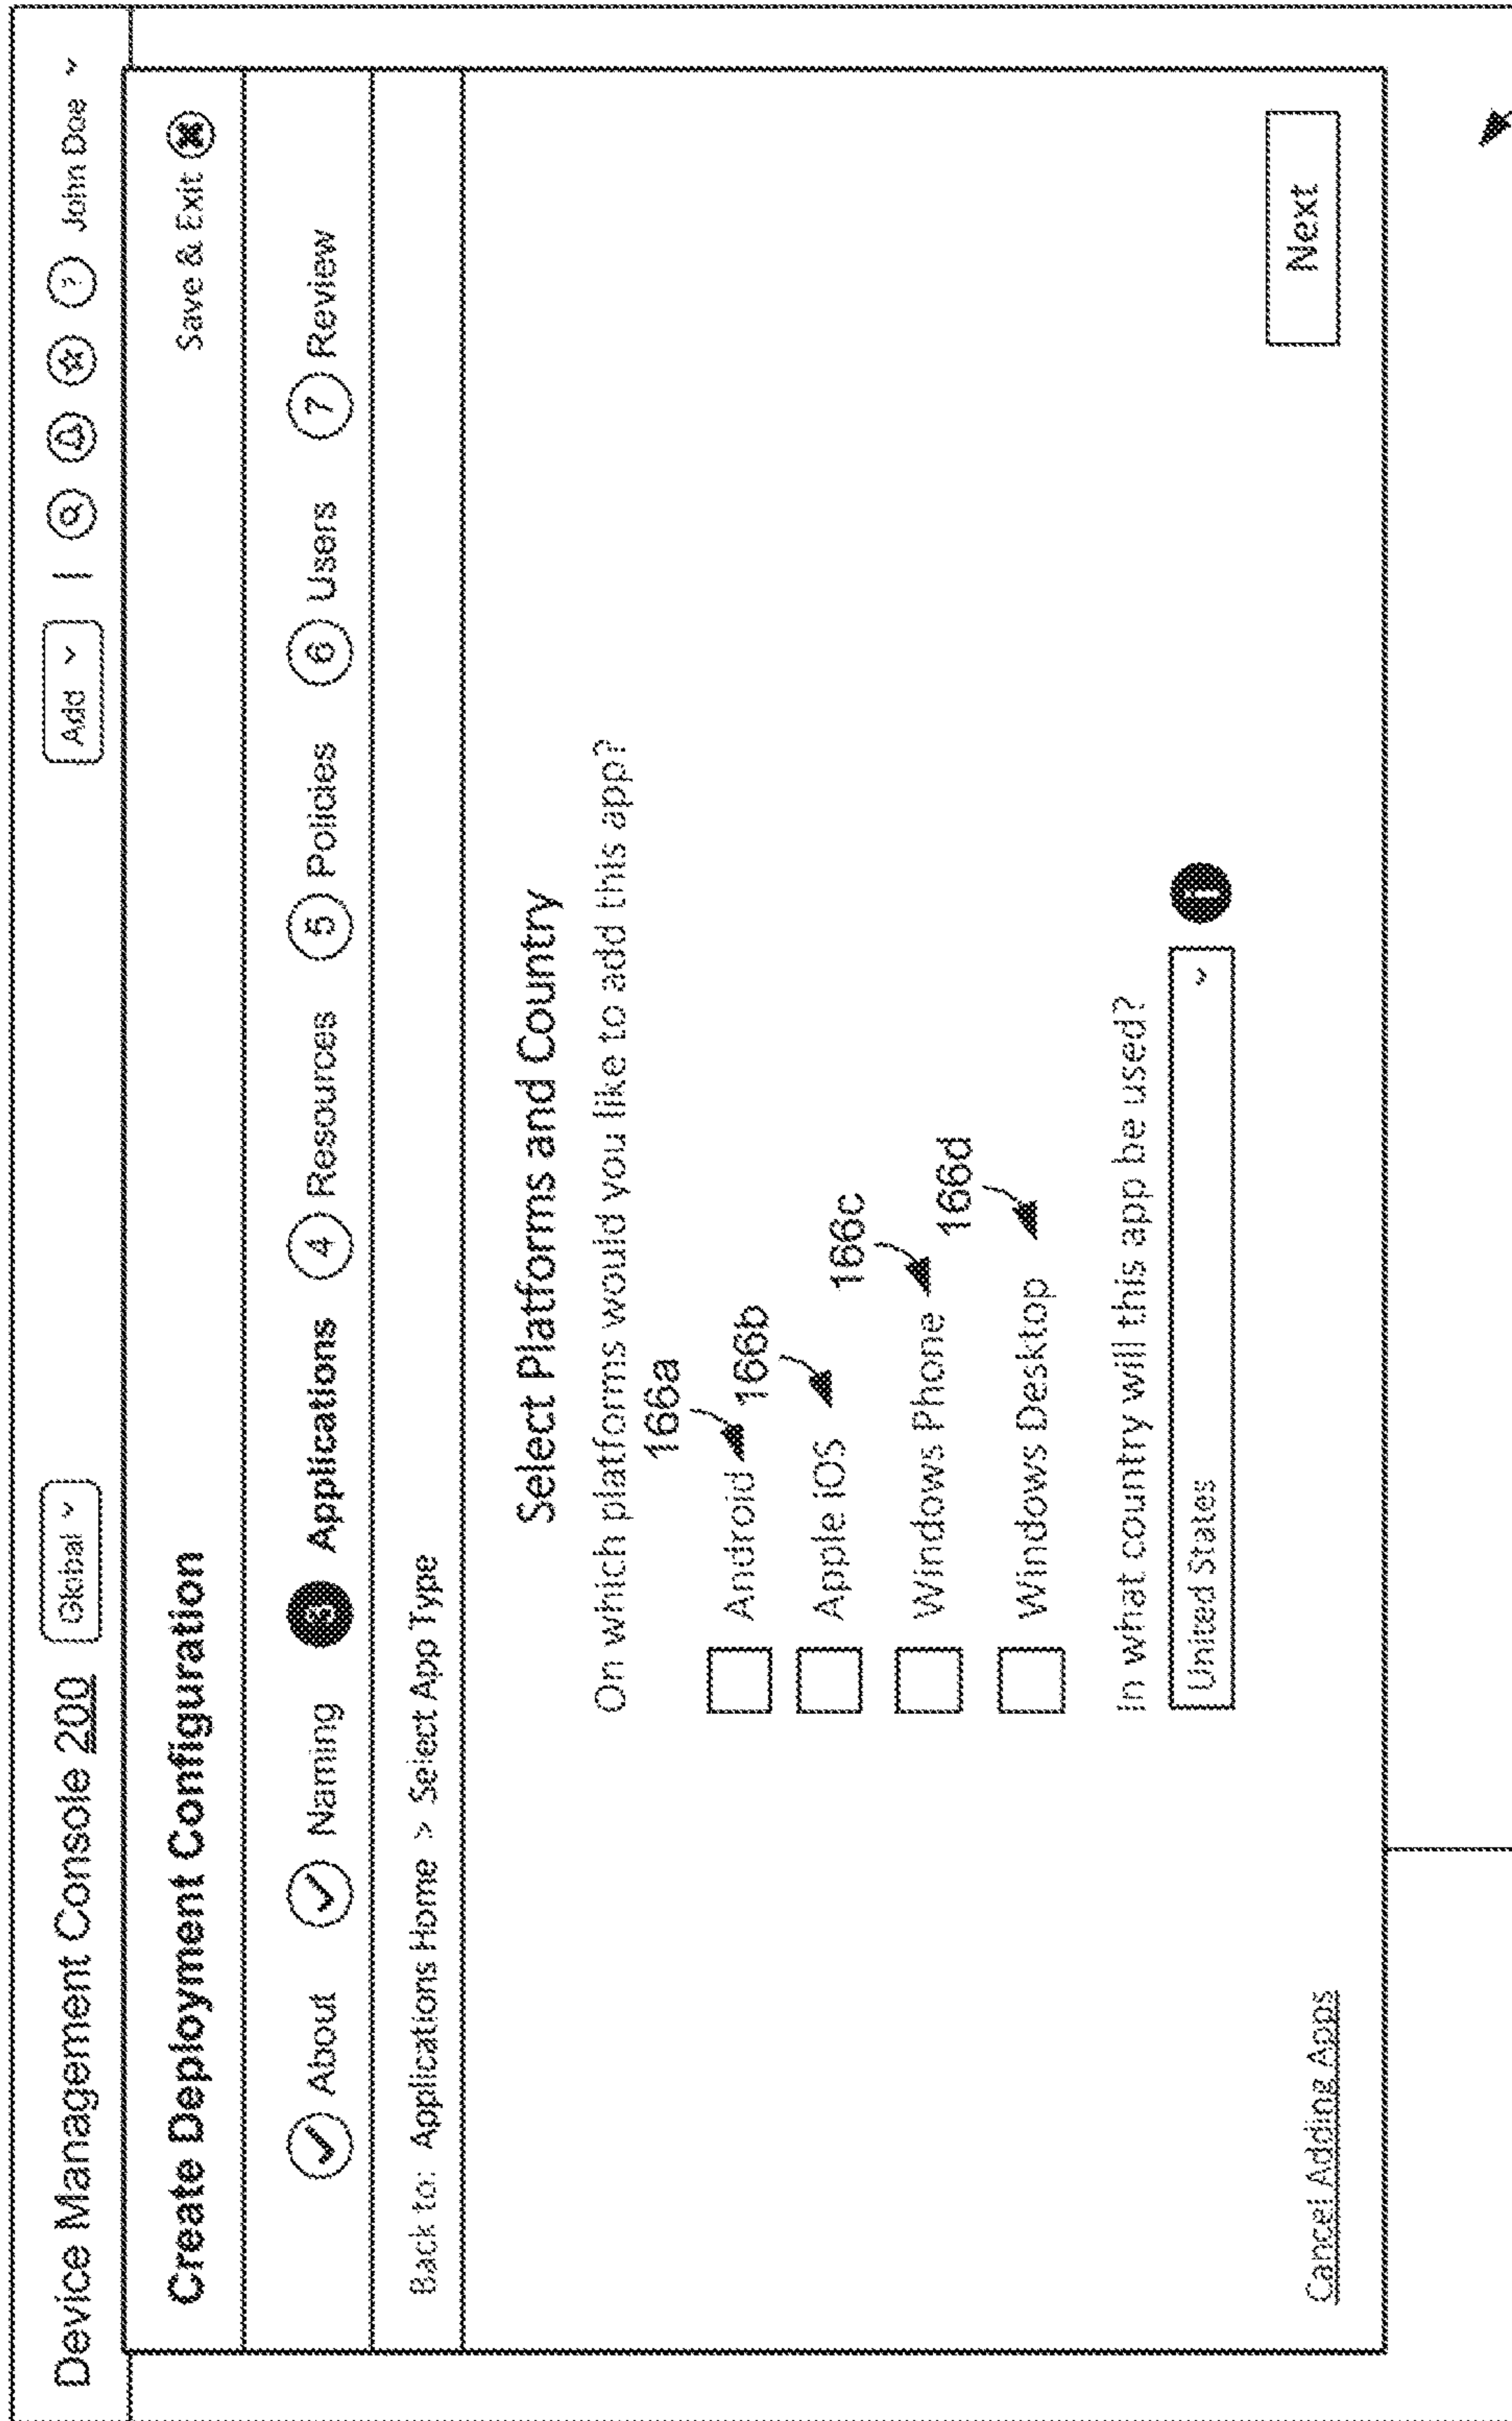 Device Management Console 200 Global Add | John Doe
Create Deployment Configuration Save & Exit
About Naming 3 Applications 4 Resources 5 Policies 6 Users 7 Review
Back to: Applications Home > Select App Type
Select Platforms and Country
On which platforms would you like to add this app?
166a
Android
166b
Apple iOS
166c
Windows Phone
166d
Windows Desktop
In what country will this app be used?
United States i
Cancel Adding Apps Next